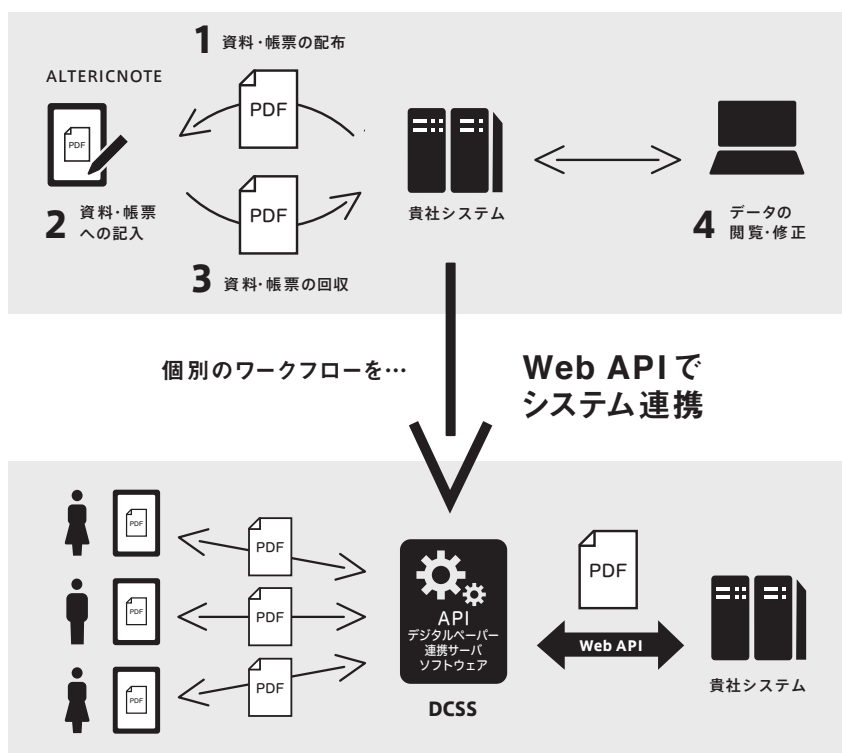 1 資料・帳票の配布
ALTERICNOTE
PDF
PDF
2 資料・帳票
への記入
PDF
3 資料・帳票の回収
貴社システム
4 データの
閲覧・修正
個別のワークフローを…
Web APIで
システム連携
PDF
PDF
PDF
PDF
PDF
PDF
API
デジタルペーパー
連携サーバ
ソフトウェア
DCSS
PDF
Web API
貴社システム